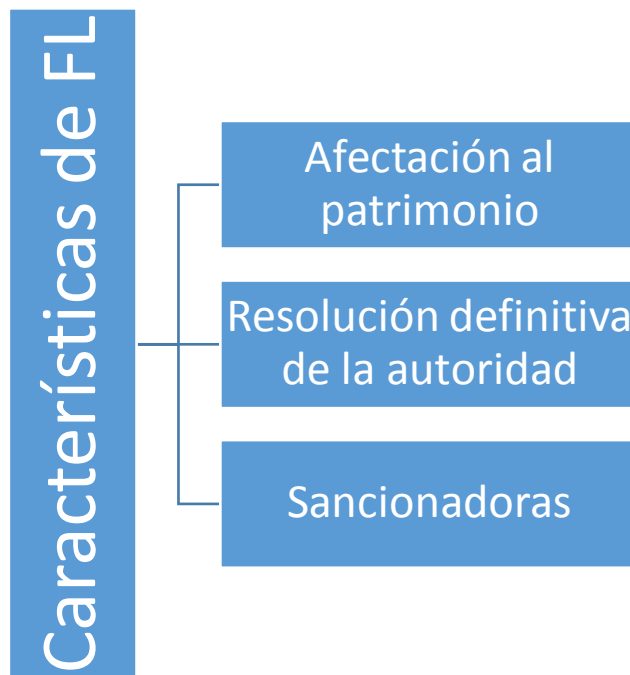 Características de FL
Afectación al
patrimonio
Resolución definitiva
de la autoridad
Sancionadoras